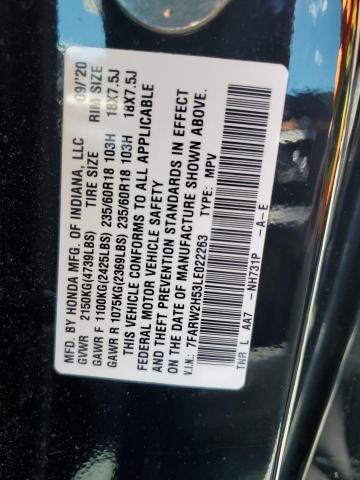 MFD. BY HONDA MFG. OF INDIANA, LLC 09/'20
GVWR 2150KG(4739LBS) TIRE SIZE RIM SIZE
GAWR F 1100KG(2425LBS) 235/60R18 103H 18X7.5J
GAWR R 1075KG(2369LBS) 235/60R18 103H 18X7.5J
THIS VEHICLE CONFORMS TO ALL APPLICABLE
FEDERAL MOTOR VEHICLE SAFETY
AND THEFT PREVENTION STANDARDS IN EFFECT
ON THE DATE OF MANUFACTURE SHOWN ABOVE.
V.I.N.: 7FARW2H53LE022263 TYPE: MPV
TNR L AA7 -NH731P -A-E